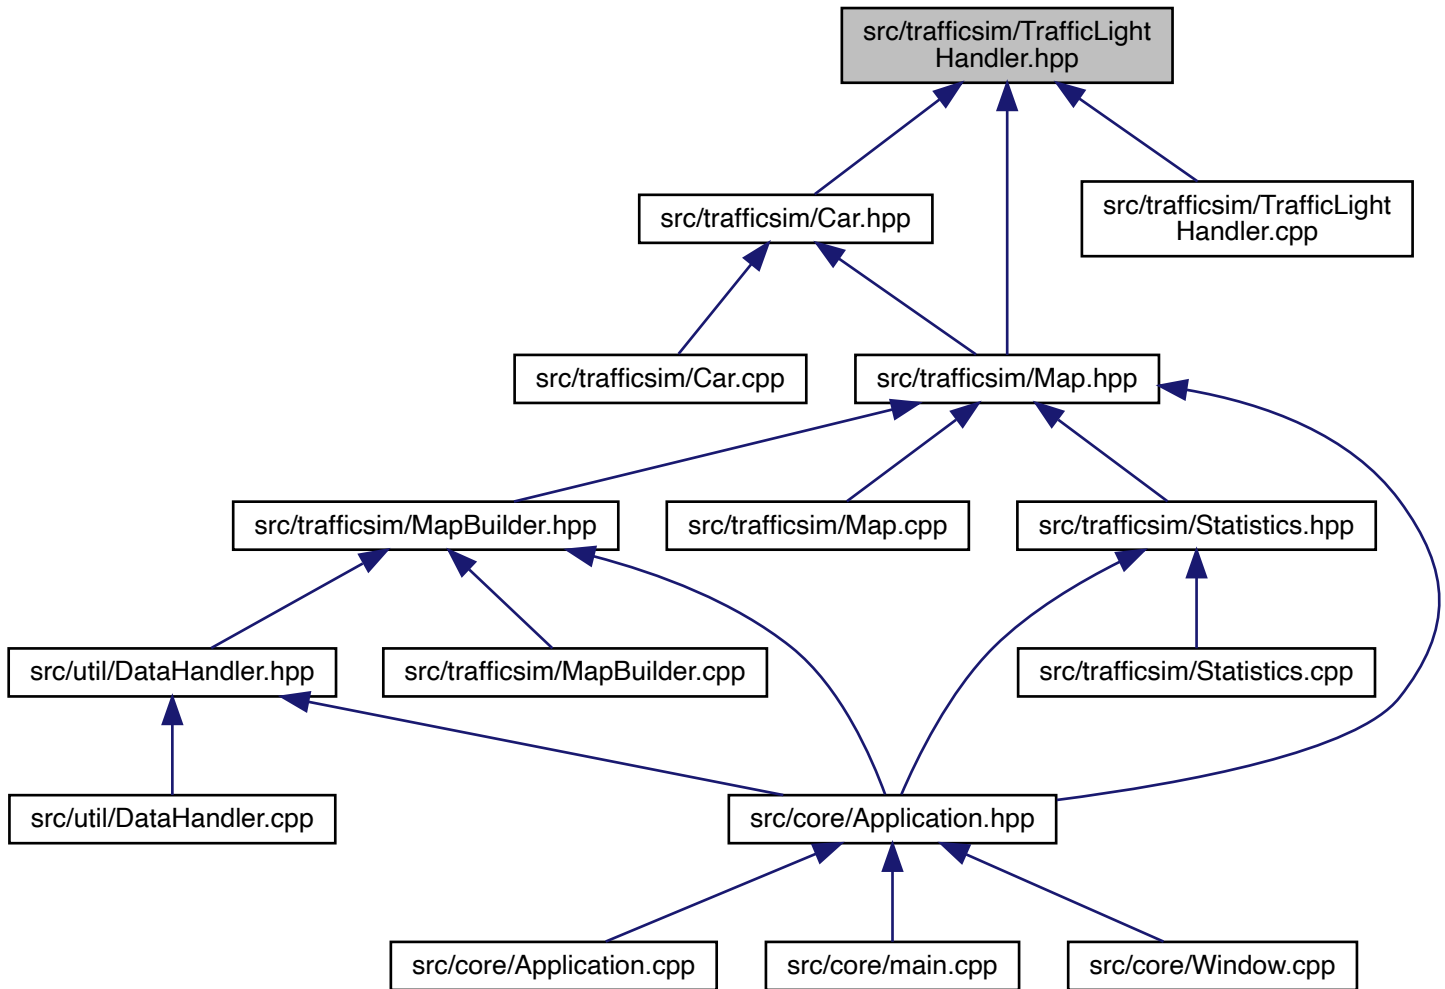 src/trafficsim/TrafficLight
Handler.hpp
src/trafficsim/Car.hpp
src/trafficsim/TrafficLight
Handler.cpp
src/trafficsim/Car.cpp
src/trafficsim/Map.hpp
src/trafficsim/MapBuilder.hpp
src/trafficsim/Map.cpp
src/trafficsim/Statistics.hpp
src/util/DataHandler.hpp
src/trafficsim/MapBuilder.cpp
src/trafficsim/Statistics.cpp
src/util/DataHandler.cpp
src/core/Application.hpp
src/core/Application.cpp
src/core/main.cpp
src/core/Window.cpp